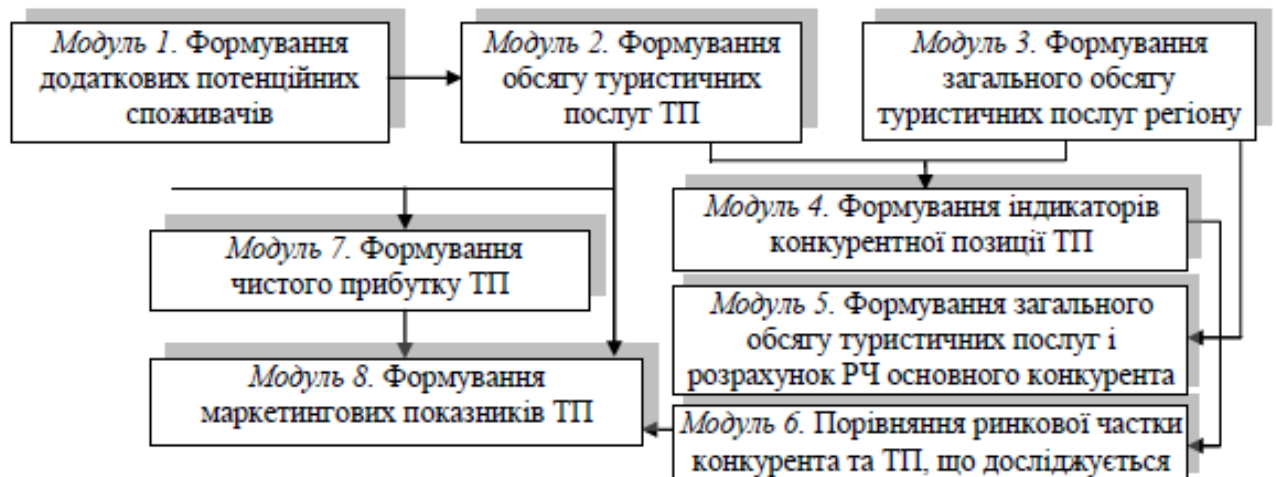 Модуль 1. Формування
додаткових потенційних
споживачів
Модуль 2. Формування
обсягу туристичних
послуг ТП
Модуль 3. Формування
загального обсягу
туристичних послуг регіону
Модуль 4. Формування індикаторів
конкурентної позиції ТП
Модуль 7. Формування
чистого прибутку ТП
Модуль 5. Формування загального
обсягу туристичних послуг і
розрахунок РЧ основного конкурента
Модуль 8. Формування
маркетингових показників ТП
Модуль 6. Порівняння ринкової частки
конкурента та ТП, що досліджується